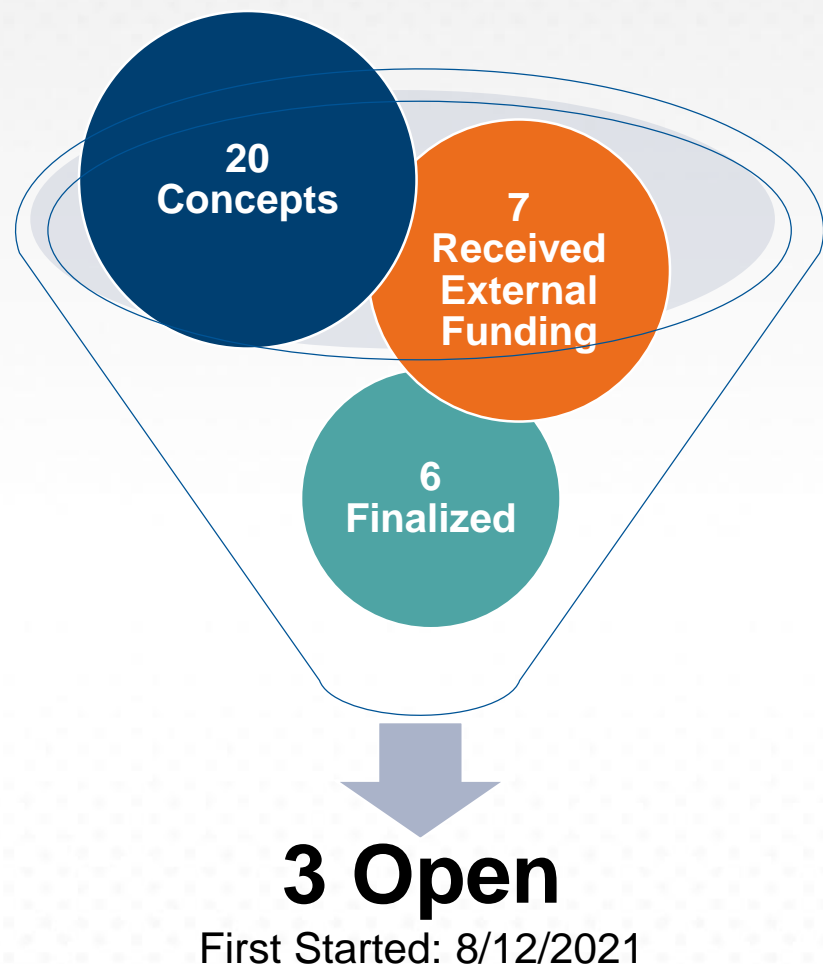 20
Concepts
7
Received
External
Funding
6
Finalized
3 Open
First Started: 8/12/2021